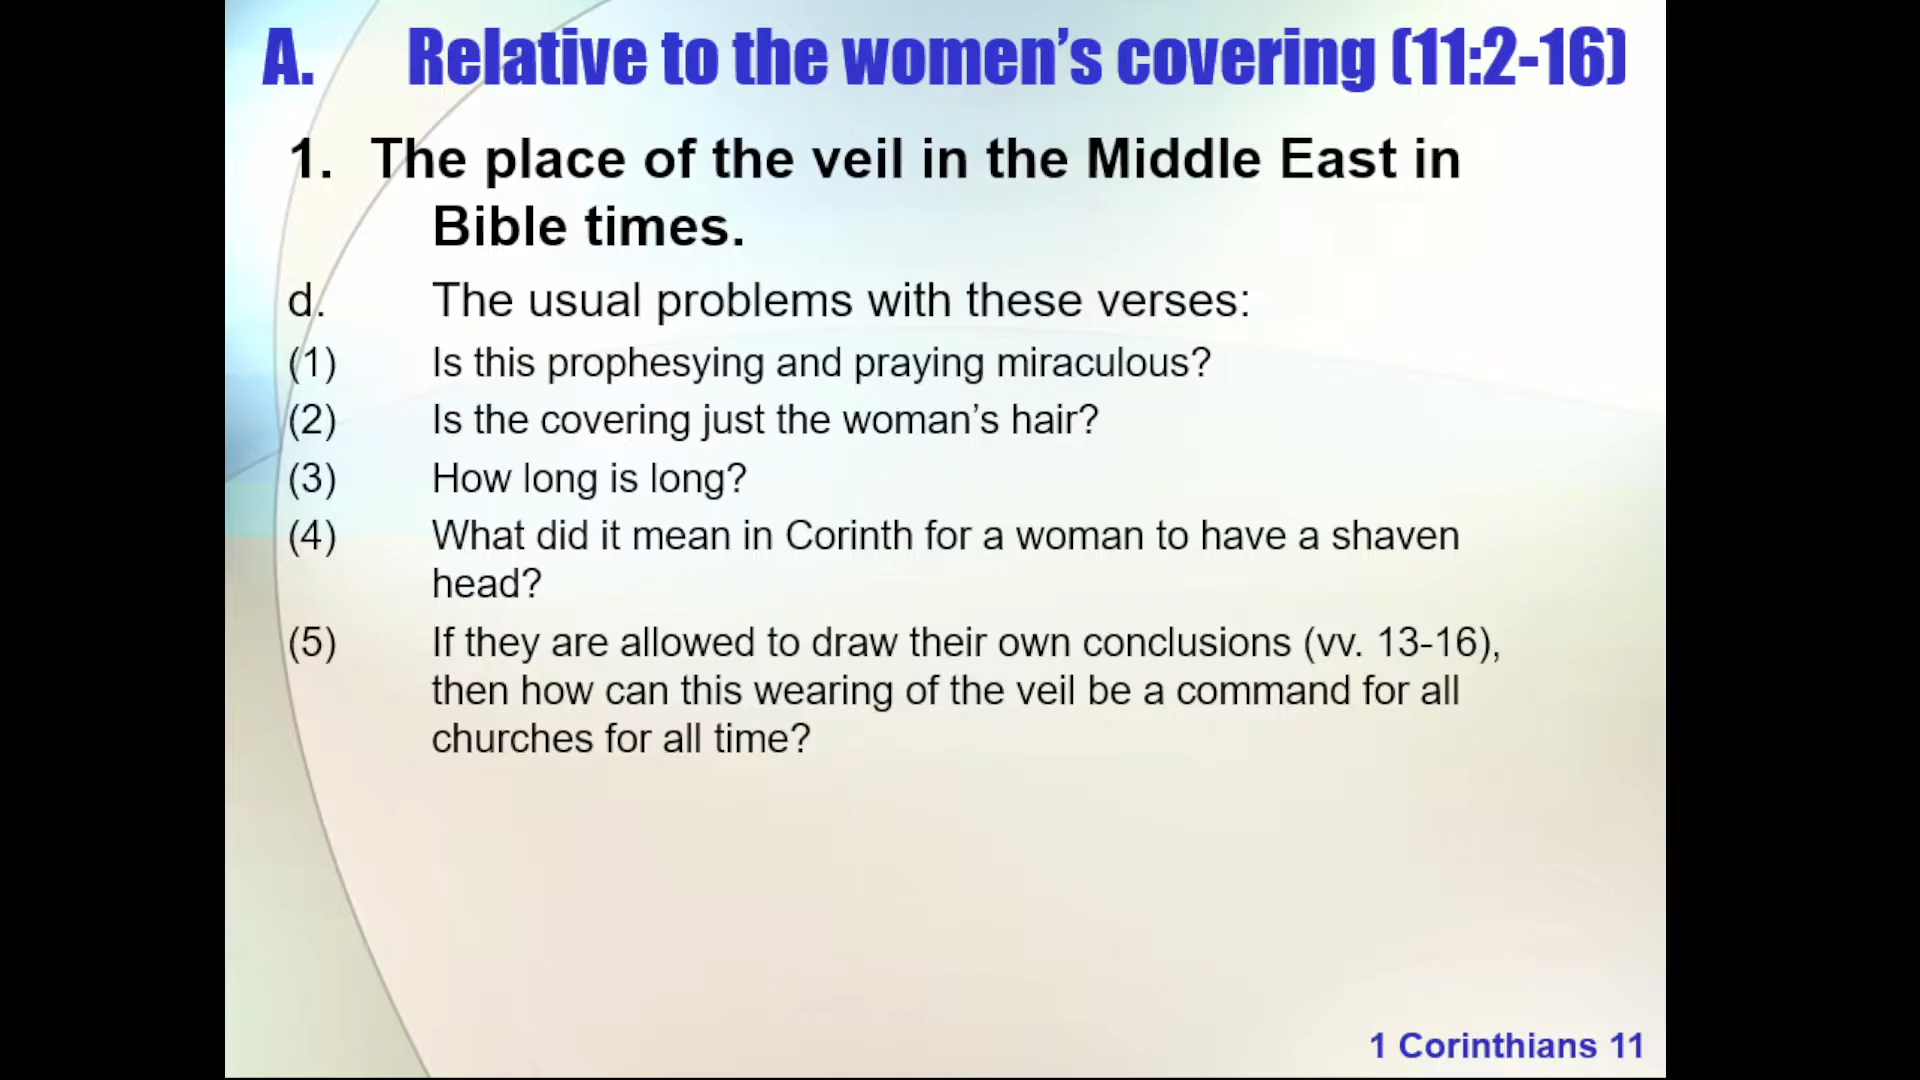 A. Relative to the women’s covering (11:2-16)
1. The place of the veil in the Middle East in
Bible times.
d. The usual problems with these verses:
(1) Is this prophesying and praying miraculous?
(2) Is the covering just the woman’s hair?
(3) How long is long?
(4) What did it mean in Corinth for a woman to have a shaven
head?
(5) If they are allowed to draw their own conclusions (vv. 13-16),
then how can this wearing of the veil be a command for all
churches for all time?
1 Corinthians 11